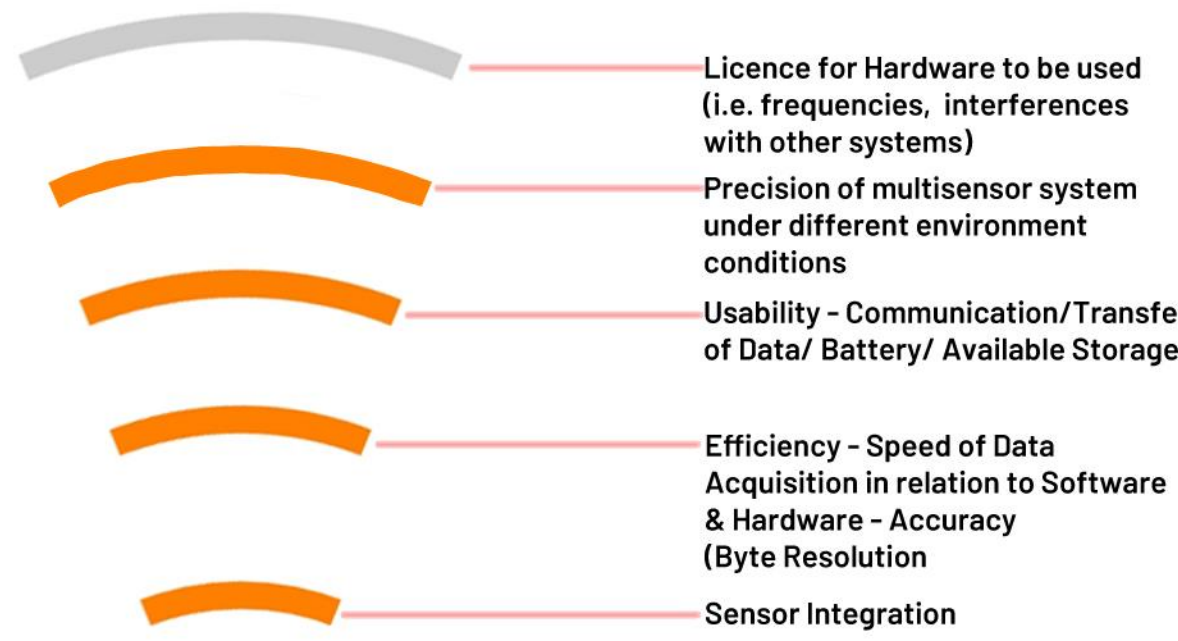 Licence for Hardware to be used
(i.e. frequencies, interferences
with other systems)
Precision of multisensor system
under different environment
conditions
Usability - Communication/Transfe
of Data/ Battery/ Available Storage
Efficiency - Speed of Data
Acquisition in relation to Software
& Hardware - Accuracy
(Byte Resolution
Sensor Integration